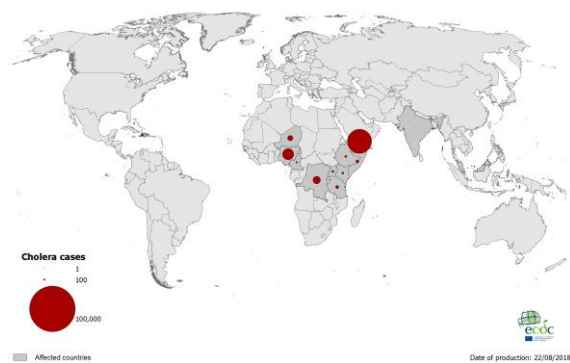 Cholera cases
1
100
100,000
ecdc
Affected countries
Date of production: 22/08/2018